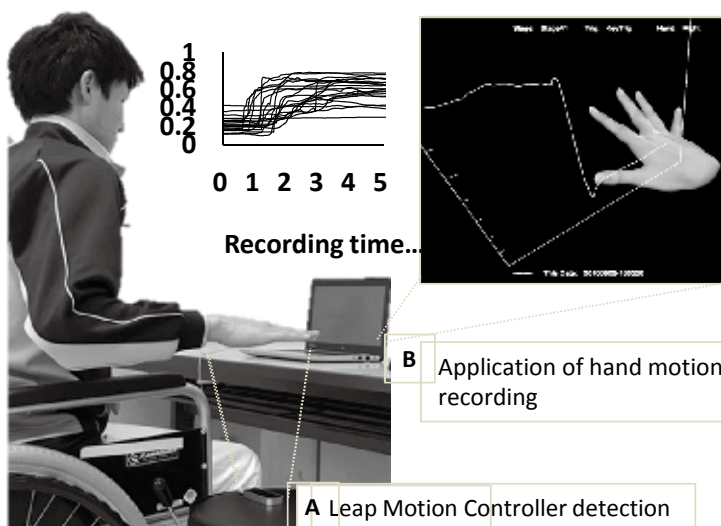 1
0.8
0.6
0.4
0.2
0
0 1 2 3 4 5
Recording time...
B
Application of hand motion
recording
A Leap Motion Controller detection